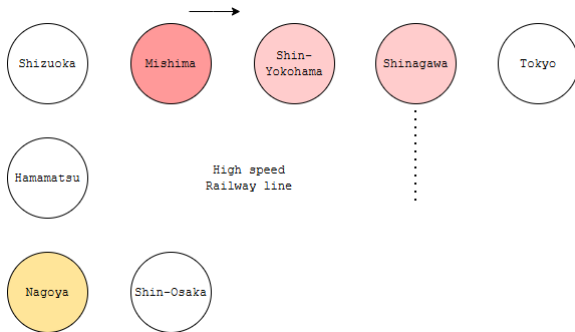 Shizuoka
Mishima
Shin-
Yokohama
Shinagawa
Tokyo
Hamamatsu
High speed
Railway line
Nagoya
Shin-Osaka